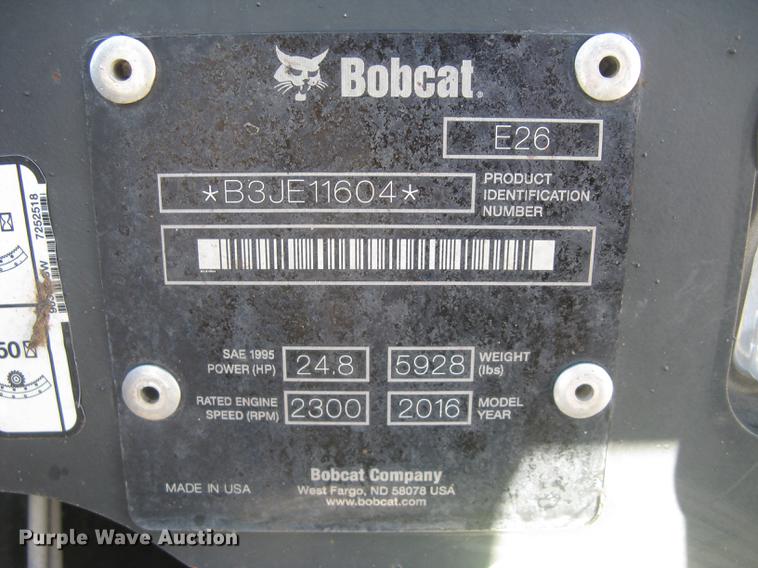 Bobcat.
E26
*B3JE11604*
PRODUCT
IDENTIFICATION
NUMBER
SAE 1995
POWER (HP)
24.8
5928
WEIGHT
(lbs)
RATED ENGINE
SPEED (RPM)
2300
2016
MODEL
YEAR
MADE IN USA
Bobcat Company
West Fargo, ND 58078 USA
www.bobcat.com
7252518
50
Purple Wave Auction